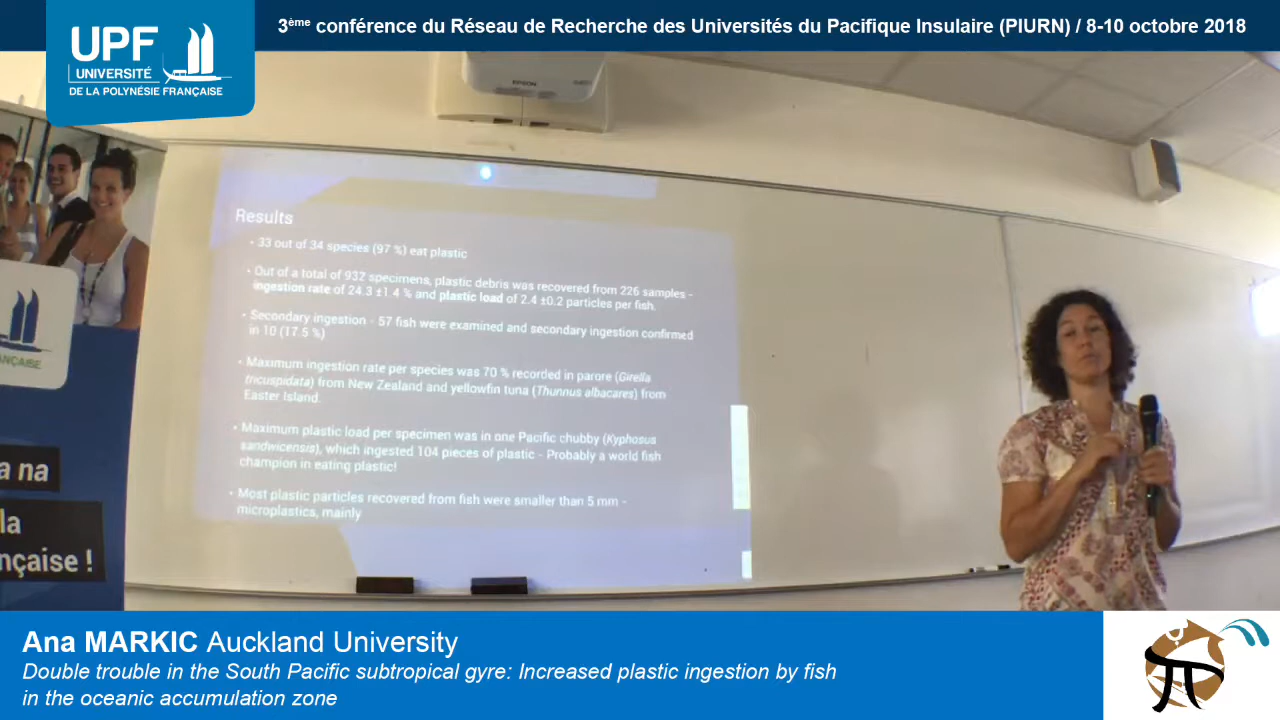 3ème conférence du Réseau de Recherche des Universités du Pacifique Insulaire (PIURN) / 8-10 octobre 2018
UPF
UNIVERSITÉ
DE LA POLYNÉSIE FRANÇAISE
EPSON
Results
• 33 out of 34 species (97 %) eat plastic
• Out of a total of 932 specimens, plastic debris was recovered from 226 samples -
ingestion rate of 24.3 ±1.4 % and plastic load of 2.4 ±0.2 particles per fish.
• Secondary ingestion - 57 fish were examined and secondary ingestion confirmed
in 10 (17.5 %)
• Maximum ingestion rate per species was 70 % recorded in parore (Girella
tricuspidata) from New Zealand and yellowfin tuna (Thunnus albacares) from
Easter Island.
• Maximum plastic load per specimen was in one Pacific chubby (Kyphosus
sandwicensis), which ingested 104 pieces of plastic - Probably a world fish
champion in eating plastic!
• Most plastic particles recovered from fish were smaller than 5 mm -
microplastics, mainly
ANÇAISE
a na
la
nçaise !
Ana MARKIC Auckland University
Double trouble in the South Pacific subtropical gyre: Increased plastic ingestion by fish
in the oceanic accumulation zone